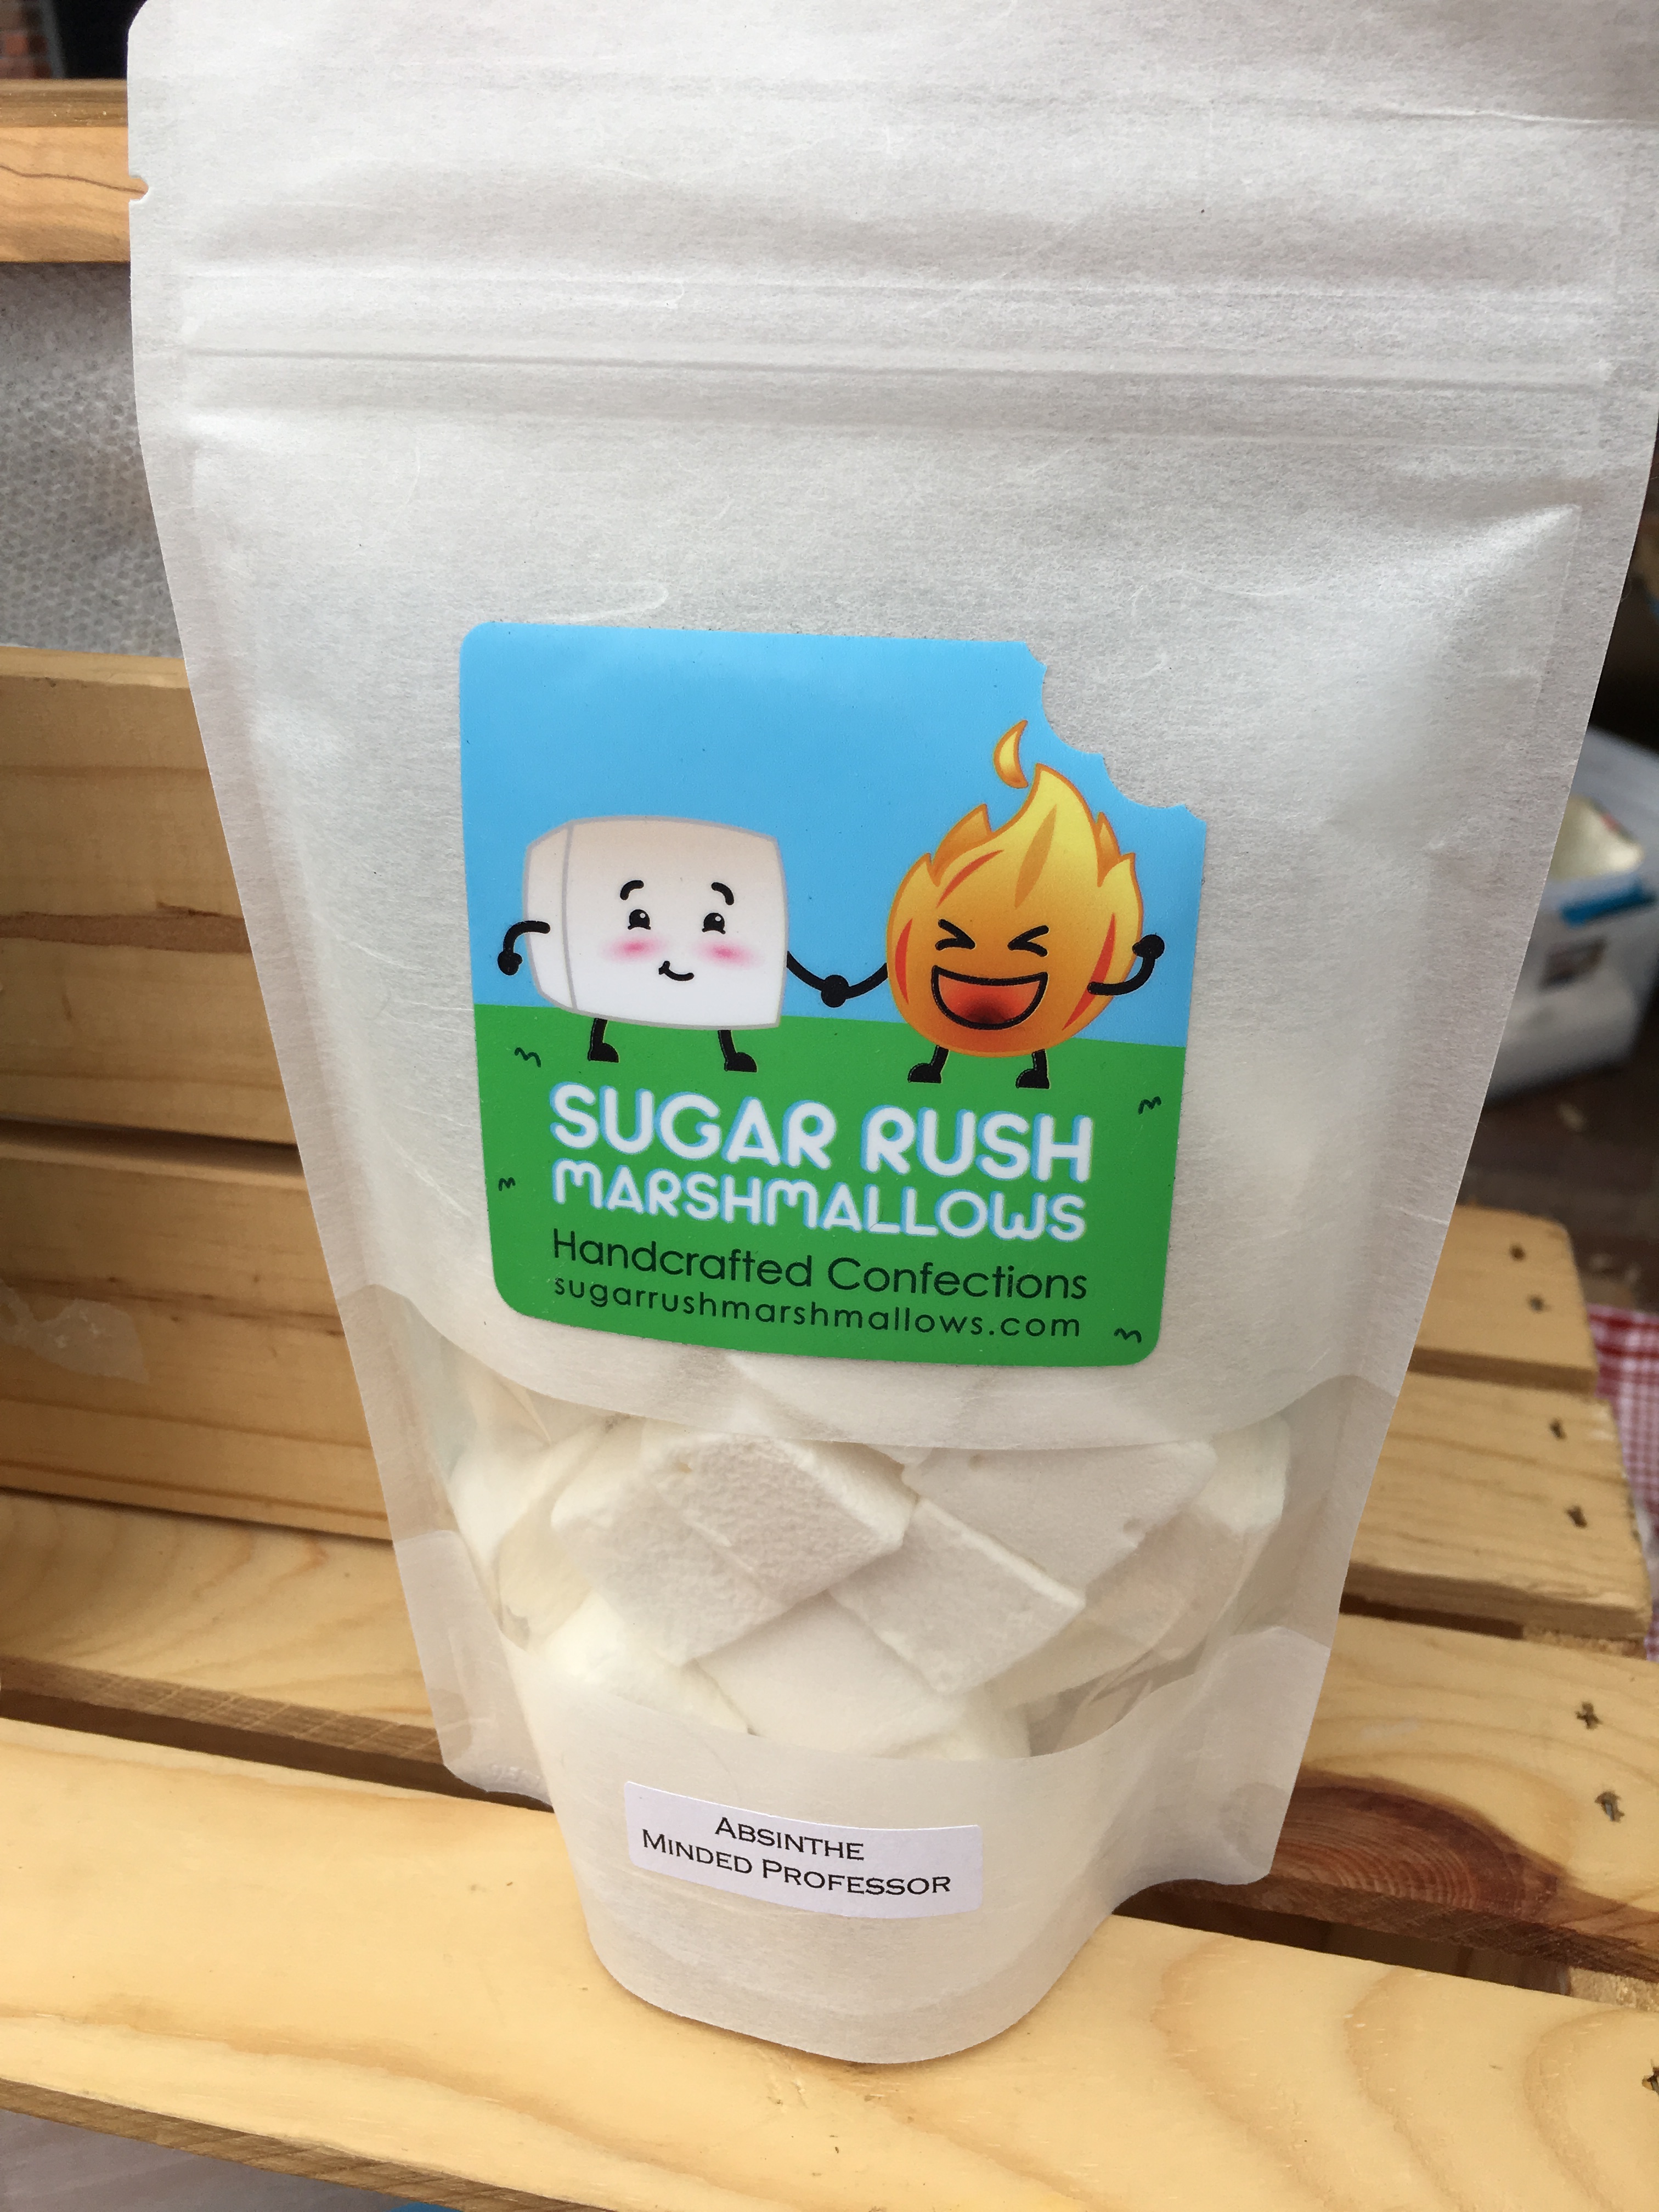 SUGAR RUSH
MARSHMALLOWS
Handcrafted Confections
sugarrushmarshmallows.com
ABSINTHE
MINDED PROFESSOR